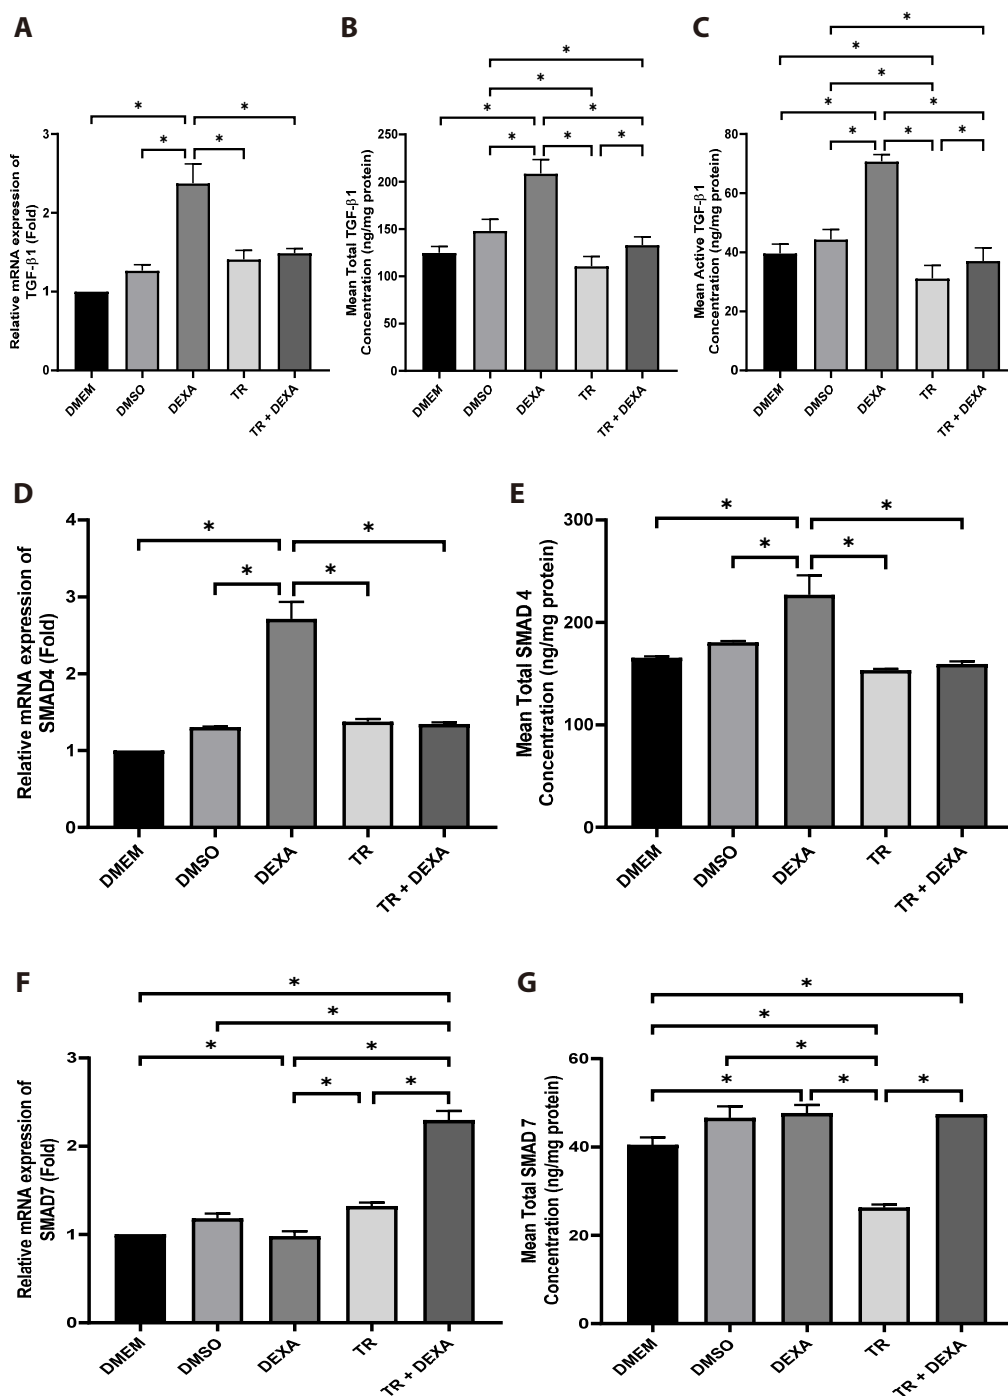 A
*
*
*
*
Relative mRNA expression of
TGF-β1 (Fold)
3
2
1
0
DMEM
DMSO
DEXA
TR
TR + DEXA
B
*
*
*
*
*
*
*
Mean Total TGF-β1
Concentration (ng/mg protein)
250
200
150
100
50
0
DMEM
DMSO
DEXA
TR
TR + DEXA
C
*
*
*
*
*
*
*
*
Mean Active TGF-β1
Concentration (ng/mg protein)
80
60
40
20
0
DMEM
DMSO
DEXA
TR
TR + DEXA
D
*
*
*
*
Relative mRNA expression of
SMAD4 (Fold)
4
3
2
1
0
DMEM
DMSO
DEXA
TR
TR + DEXA
E
*
*
*
*
Mean Total SMAD 4
Concentration (ng/mg protein)
300
200
100
0
DMEM
DMSO
DEXA
TR
TR + DEXA
F
*
*
*
*
*
*
Relative mRNA expression of
SMAD7 (Fold)
3
2
1
0
DMEM
DMSO
DEXA
TR
TR + DEXA
G
*
*
*
*
*
*
Mean Total SMAD 7
Concentration (ng/mg protein)
60
40
20
0
DMEM
DMSO
DEXA
TR
TR + DEXA